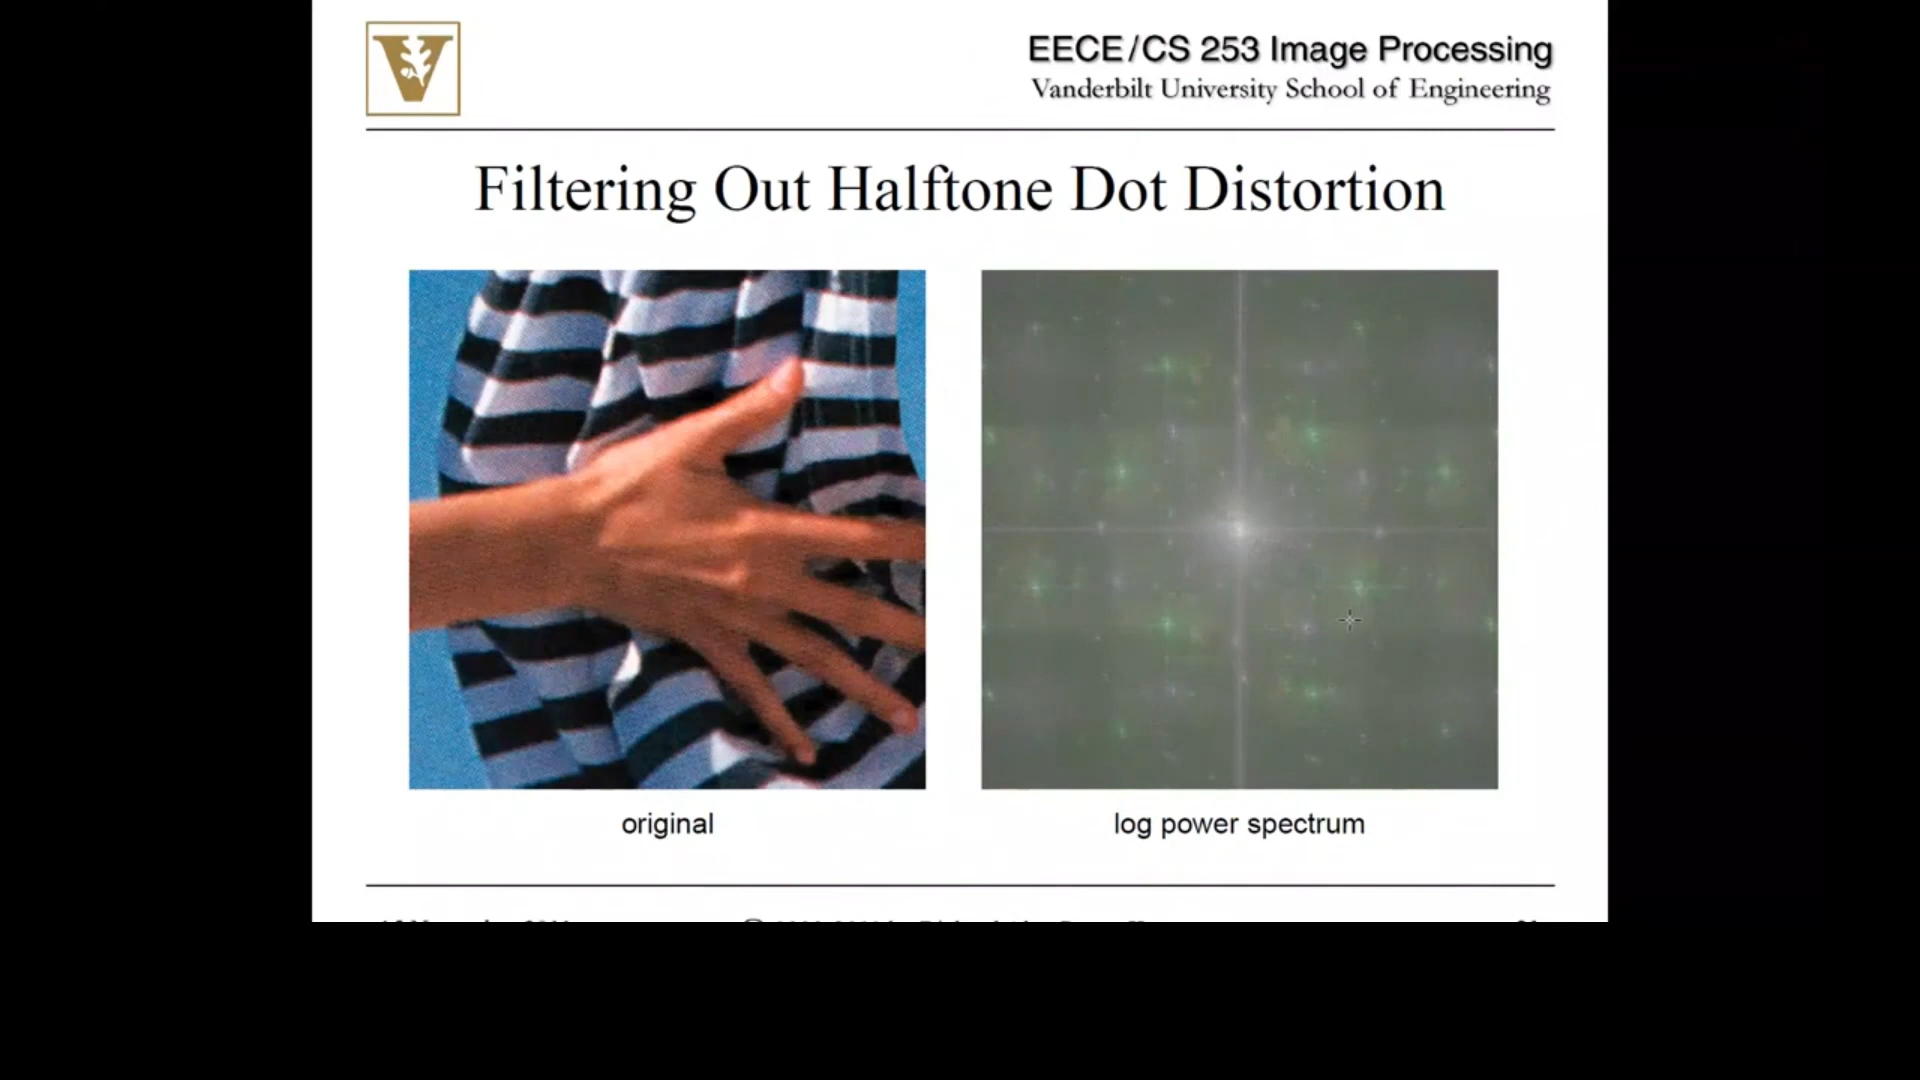 EECE/CS 253 Image Processing
Vanderbilt University School of Engineering
Filtering Out Halftone Dot Distortion
original
log power spectrum